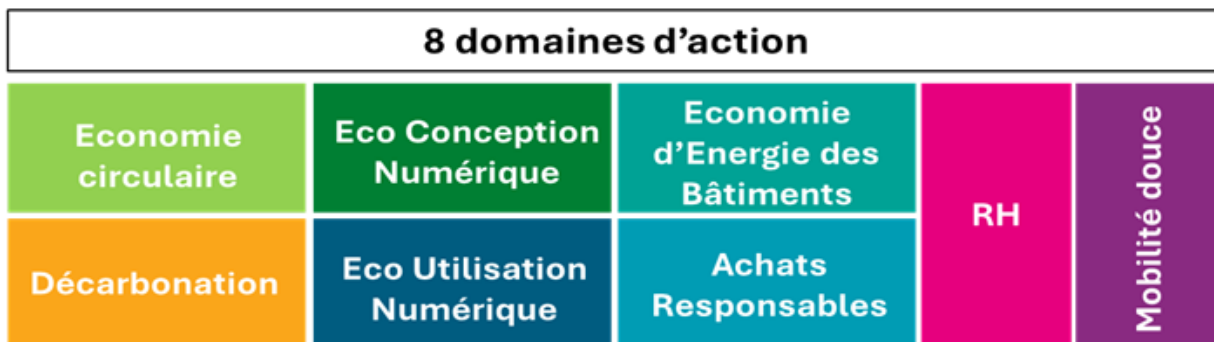 8 domaines d’action
Economie
circulaire
Eco Conception
Numérique
Economie
d’Energie des
Bâtiments
RH
Mobilité douce
Décarbonation
Eco Utilisation
Numérique
Achats
Responsables